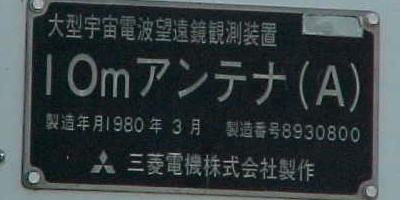 大型宇宙電波望遠鏡観測装置
10mアンテナ(A)
製造年月1980年3月 製造番号8930800
三菱電機株式会社製作